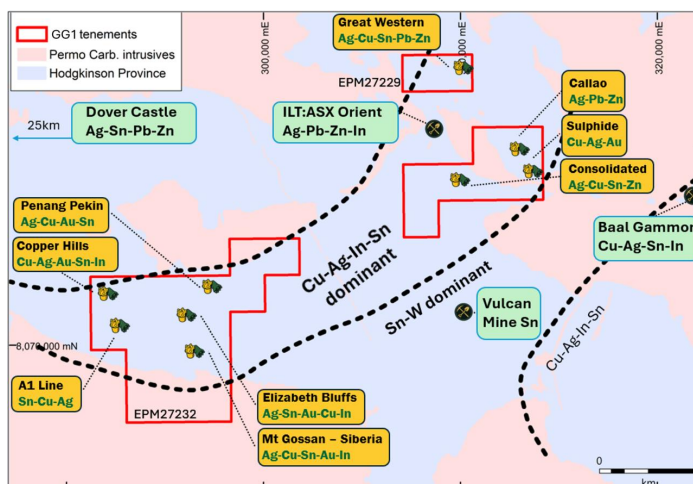 GG1 tenements
Permo Carb. intrusives
Hodgkinson Province
300,000 mE
320,000 mE
Great Western
Ag-Cu-Sn-Pb-Zn
EPM27229
Callao
Ag-Pb-Zn
Dover Castle
Ag-Sn-Pb-Zn
25km
ILT:ASX Orient
Ag-Pb-Zn-In
Sulphide
Cu-Ag-Au
Consolidated
Ag-Cu-Sn-Zn
Penang Pekin
Ag-Cu-Au-Sn
Copper Hills
Cu-Ag-Au-Sn-In
Baal Gammon
Cu-Ag-Sn-In
Cu-Ag-In-Sn
dominant
Sn-W dominant
Vulcan
Mine Sn
Cu-Ag-In-Sn
8,070,000 mN
A1 Line
Sn-Cu-Ag
EPM27232
Elizabeth Bluffs
Ag-Sn-Au-Cu-In
Mt Gossan – Siberia
Ag-Cu-Sn-Au-In
0
km